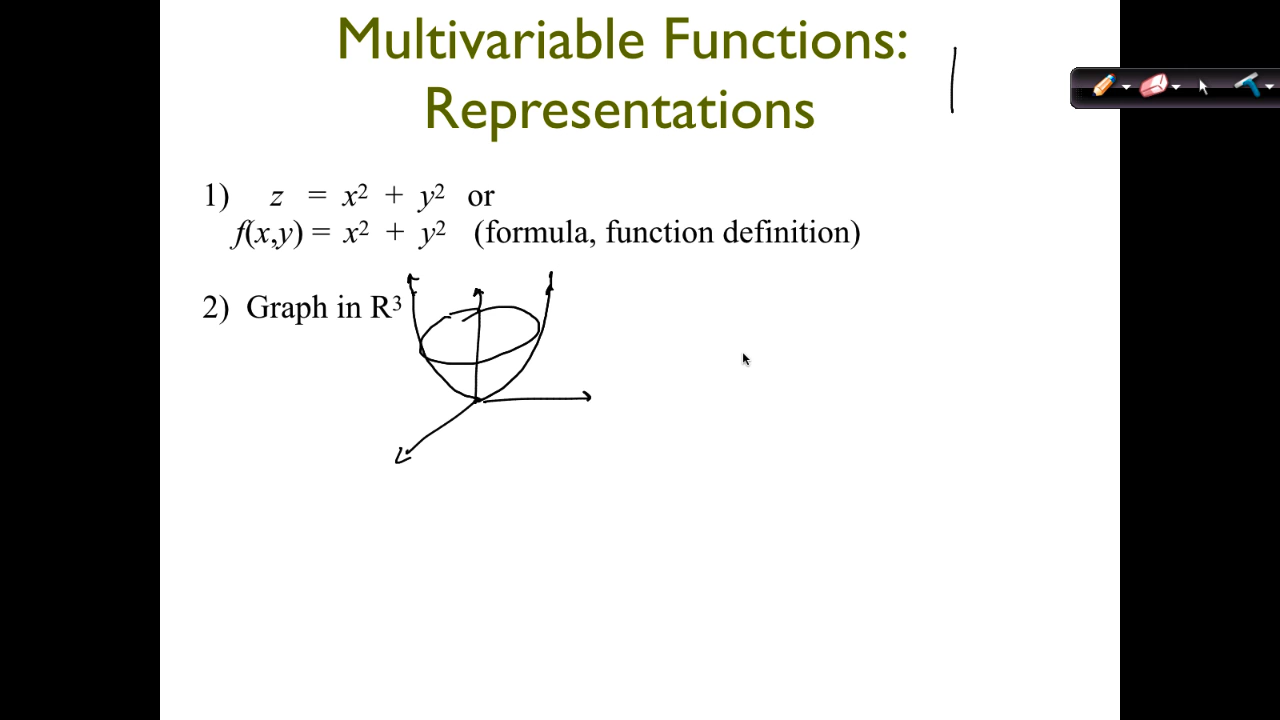 Multivariable Functions:
Representations
1) z = x² + y² or
f(x,y) = x² + y² (formula, function definition)
2) Graph in R³